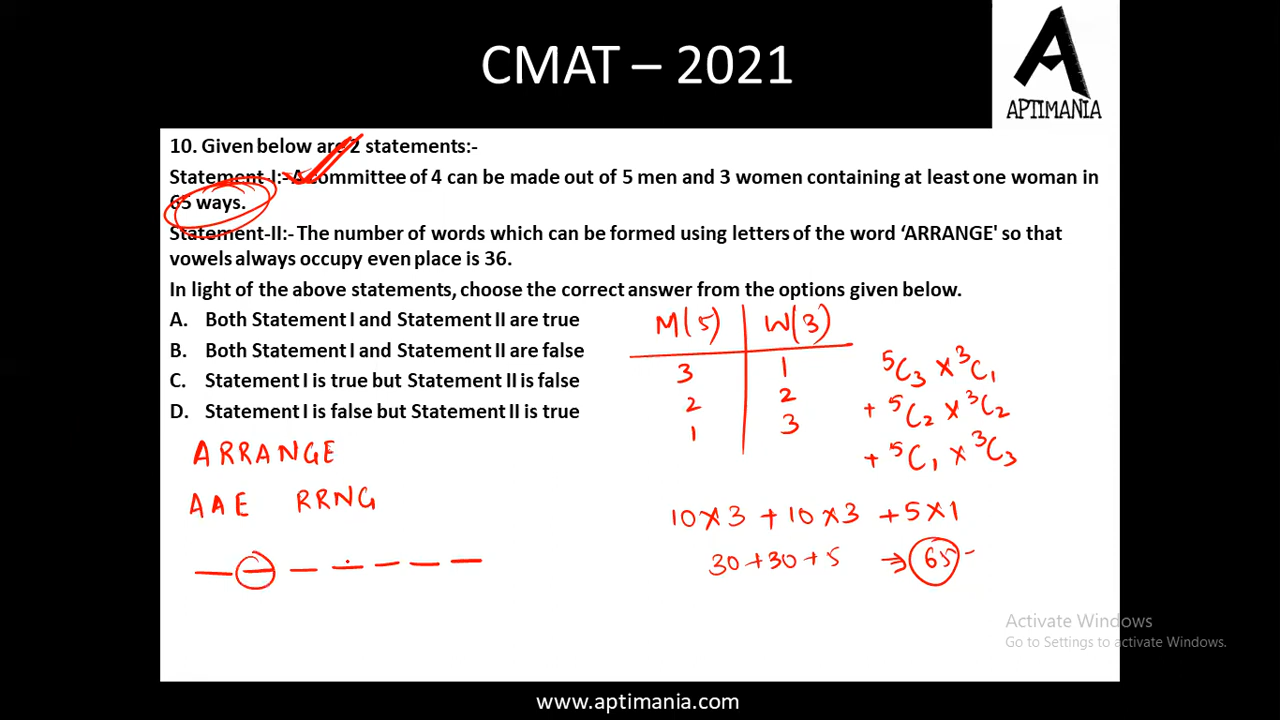 CMAT – 2021
APTIMANIA
10. Given below are 2 statements:-
Statement-I:- A committee of 4 can be made out of 5 men and 3 women containing at least one woman in
65 ways.
Statement-II:- The number of words which can be formed using letters of the word ‘ARRANGE' so that
vowels always occupy even place is 36.
In light of the above statements, choose the correct answer from the options given below.
A. Both Statement I and Statement II are true
B. Both Statement I and Statement II are false
C. Statement I is true but Statement II is false
D. Statement I is false but Statement II is true
M(5) W(3)
3 1
2 2
1 3
⁵C₃ × ³C₁
+ ⁵C₂ × ³C₂
+ ⁵C₁ × ³C₃
ARRANGE
AAE RRNG
10×3 + 10×3 + 5×1
30+30+5 ⇒ 65
Activate Windows
Go to Settings to activate Windows.
www.aptimania.com